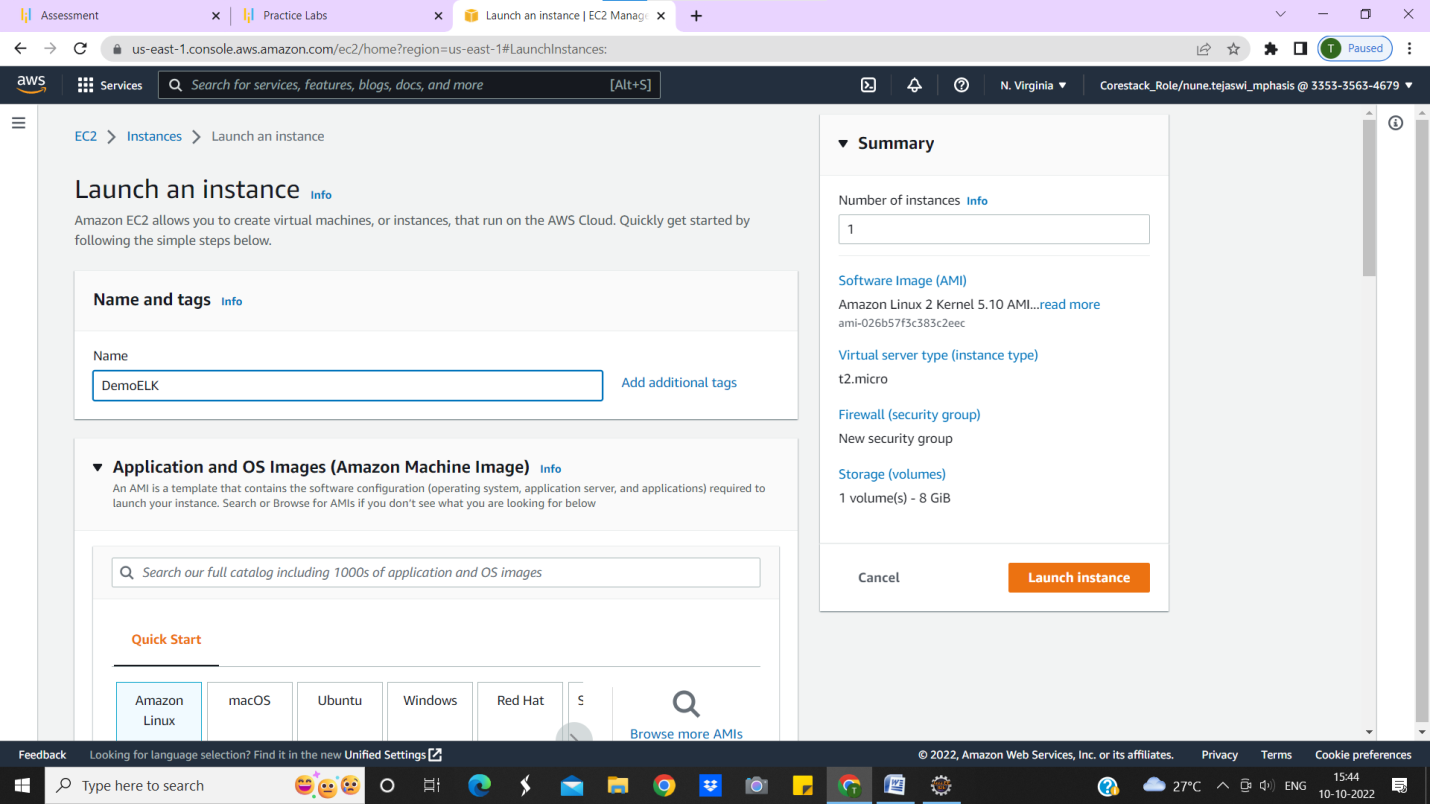 Assessment
Practice Labs
Launch an instance | EC2 Manage
us-east-1.console.aws.amazon.com/ec2/home?region=us-east-1#LaunchInstances:
T
Paused
aws
Services
Search for services, features, blogs, docs, and more
[Alt+S]
N. Virginia
Corestack_Role/nune.tejaswi_mphasis @ 3353-3563-4679
EC2
Instances
Launch an instance
Launch an instance Info
Amazon EC2 allows you to create virtual machines, or instances, that run on the AWS Cloud. Quickly get started by
following the simple steps below.
Name and tags Info
Name
DemoELK
Add additional tags
Application and OS Images (Amazon Machine Image) Info
An AMI is a template that contains the software configuration (operating system, application server, and applications) required to
launch your instance. Search or Browse for AMIs if you don't see what you are looking for below
Search our full catalog including 1000s of application and OS images
Quick Start
Amazon
Linux
macOS
Ubuntu
Windows
Red Hat
S
Browse more AMIs
Summary
Number of instances Info
1
Software Image (AMI)
Amazon Linux 2 Kernel 5.10 AMI...read more
ami-026b57f3c383c2eec
Virtual server type (instance type)
t2.micro
Firewall (security group)
New security group
Storage (volumes)
1 volume(s) - 8 GiB
Cancel
Launch instance
Feedback
Looking for language selection? Find it in the new Unified Settings
© 2022, Amazon Web Services, Inc. or its affiliates.
Privacy
Terms
Cookie preferences
Type here to search
27°C
ENG
15:44
10-10-2022